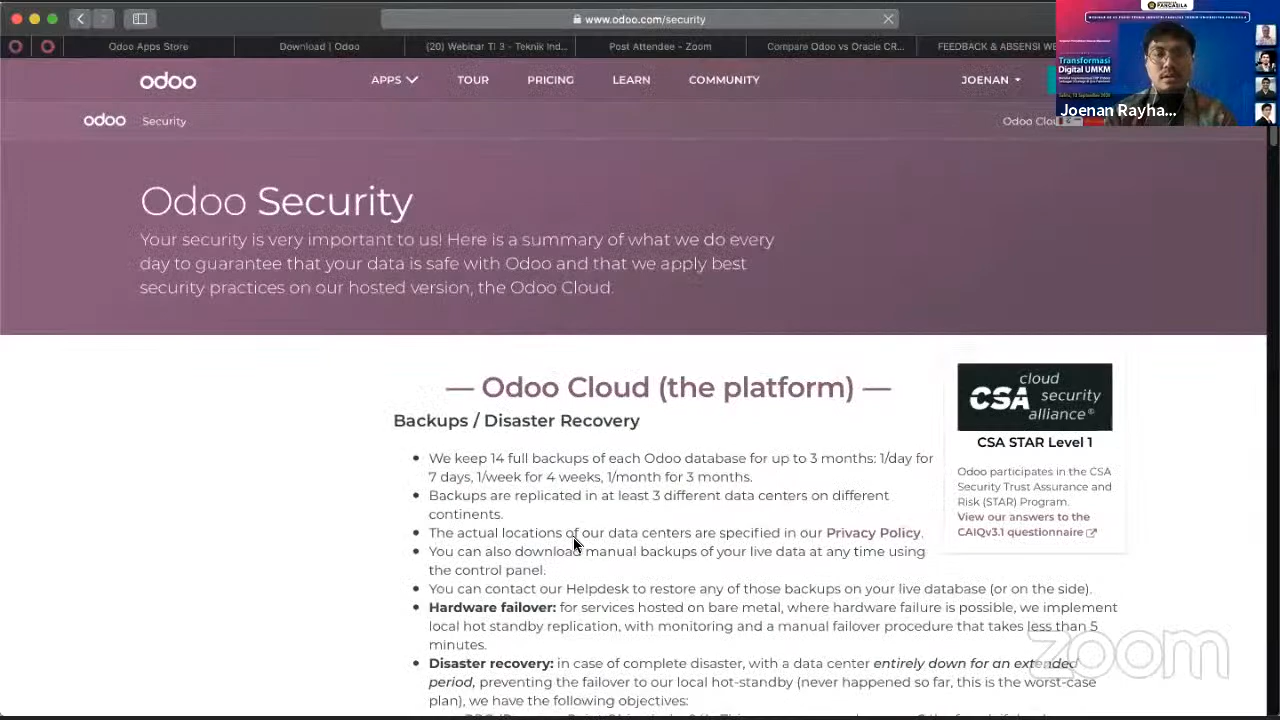 www.odoo.com/security
Odoo Apps Store
Download | Odoo
(20) Webinar TI 3 - Teknik Ind...
Post Attendee - Zoom
Compare Odoo vs Oracle CR...
FEEDBACK & ABSENSI WE
odoo
APPS
TOUR
PRICING
LEARN
COMMUNITY
JOENAN
PANCASILA
Transformasi
Digital UMKM
Joenan Rayha...
odoo Security
Odoo Clou
Odoo Security
Your security is very important to us! Here is a summary of what we do every
day to guarantee that your data is safe with Odoo and that we apply best
security practices on our hosted version, the Odoo Cloud.
— Odoo Cloud (the platform) —
Backups / Disaster Recovery
• We keep 14 full backups of each Odoo database for up to 3 months: 1/day for
7 days, 1/week for 4 weeks, 1/month for 3 months.
• Backups are replicated in at least 3 different data centers on different
continents.
• The actual locations of our data centers are specified in our Privacy Policy.
• You can also download manual backups of your live data at any time using
the control panel.
• You can contact our Helpdesk to restore any of those backups on your live database (or on the side).
• Hardware failover: for services hosted on bare metal, where hardware failure is possible, we implement
local hot standby replication, with monitoring and a manual failover procedure that takes less than 5
minutes.
• Disaster recovery: in case of complete disaster, with a data center entirely down for an extended
period, preventing the failover to our local hot-standby (never happened so far, this is the worst-case
plan), we have the following objectives:
CSA cloud
security
alliance®
CSA STAR Level 1
Odoo participates in the CSA
Security Trust Assurance and
Risk (STAR) Program.
View our answers to the
CAIQv3.1 questionnaire
zoom